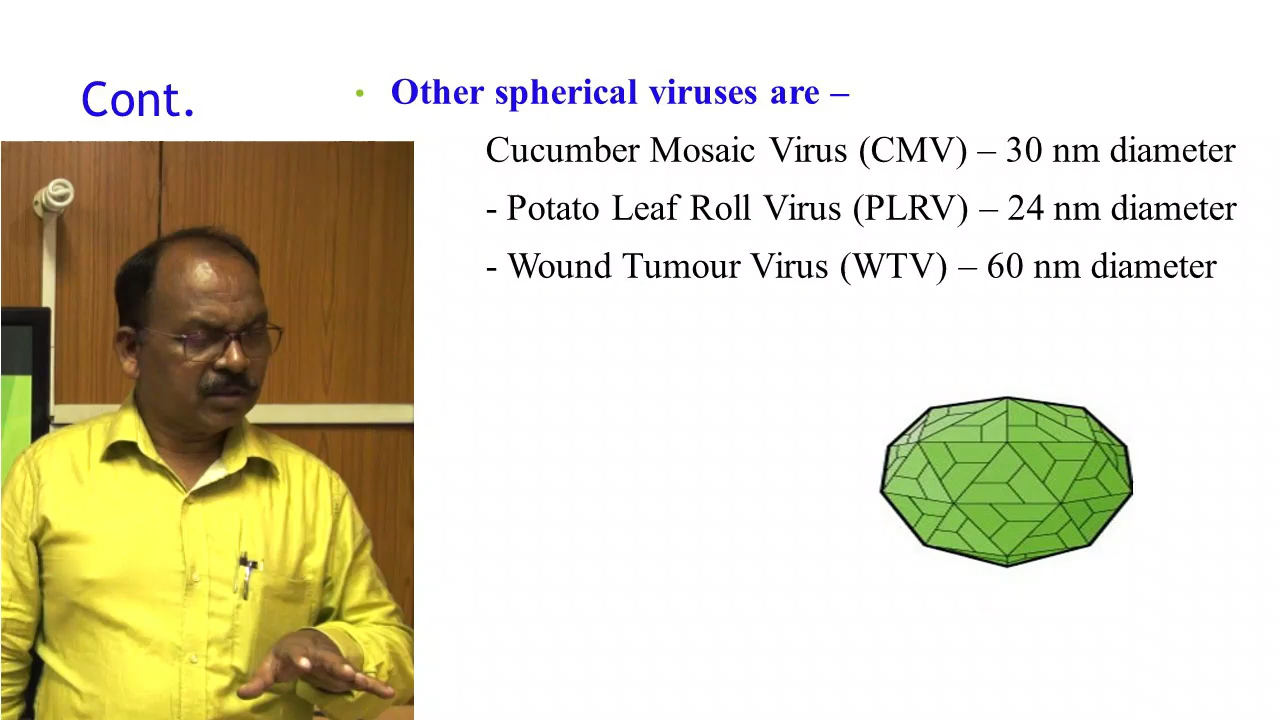 Cont.
• Other spherical viruses are –
Cucumber Mosaic Virus (CMV) – 30 nm diameter
- Potato Leaf Roll Virus (PLRV) – 24 nm diameter
- Wound Tumour Virus (WTV) – 60 nm diameter